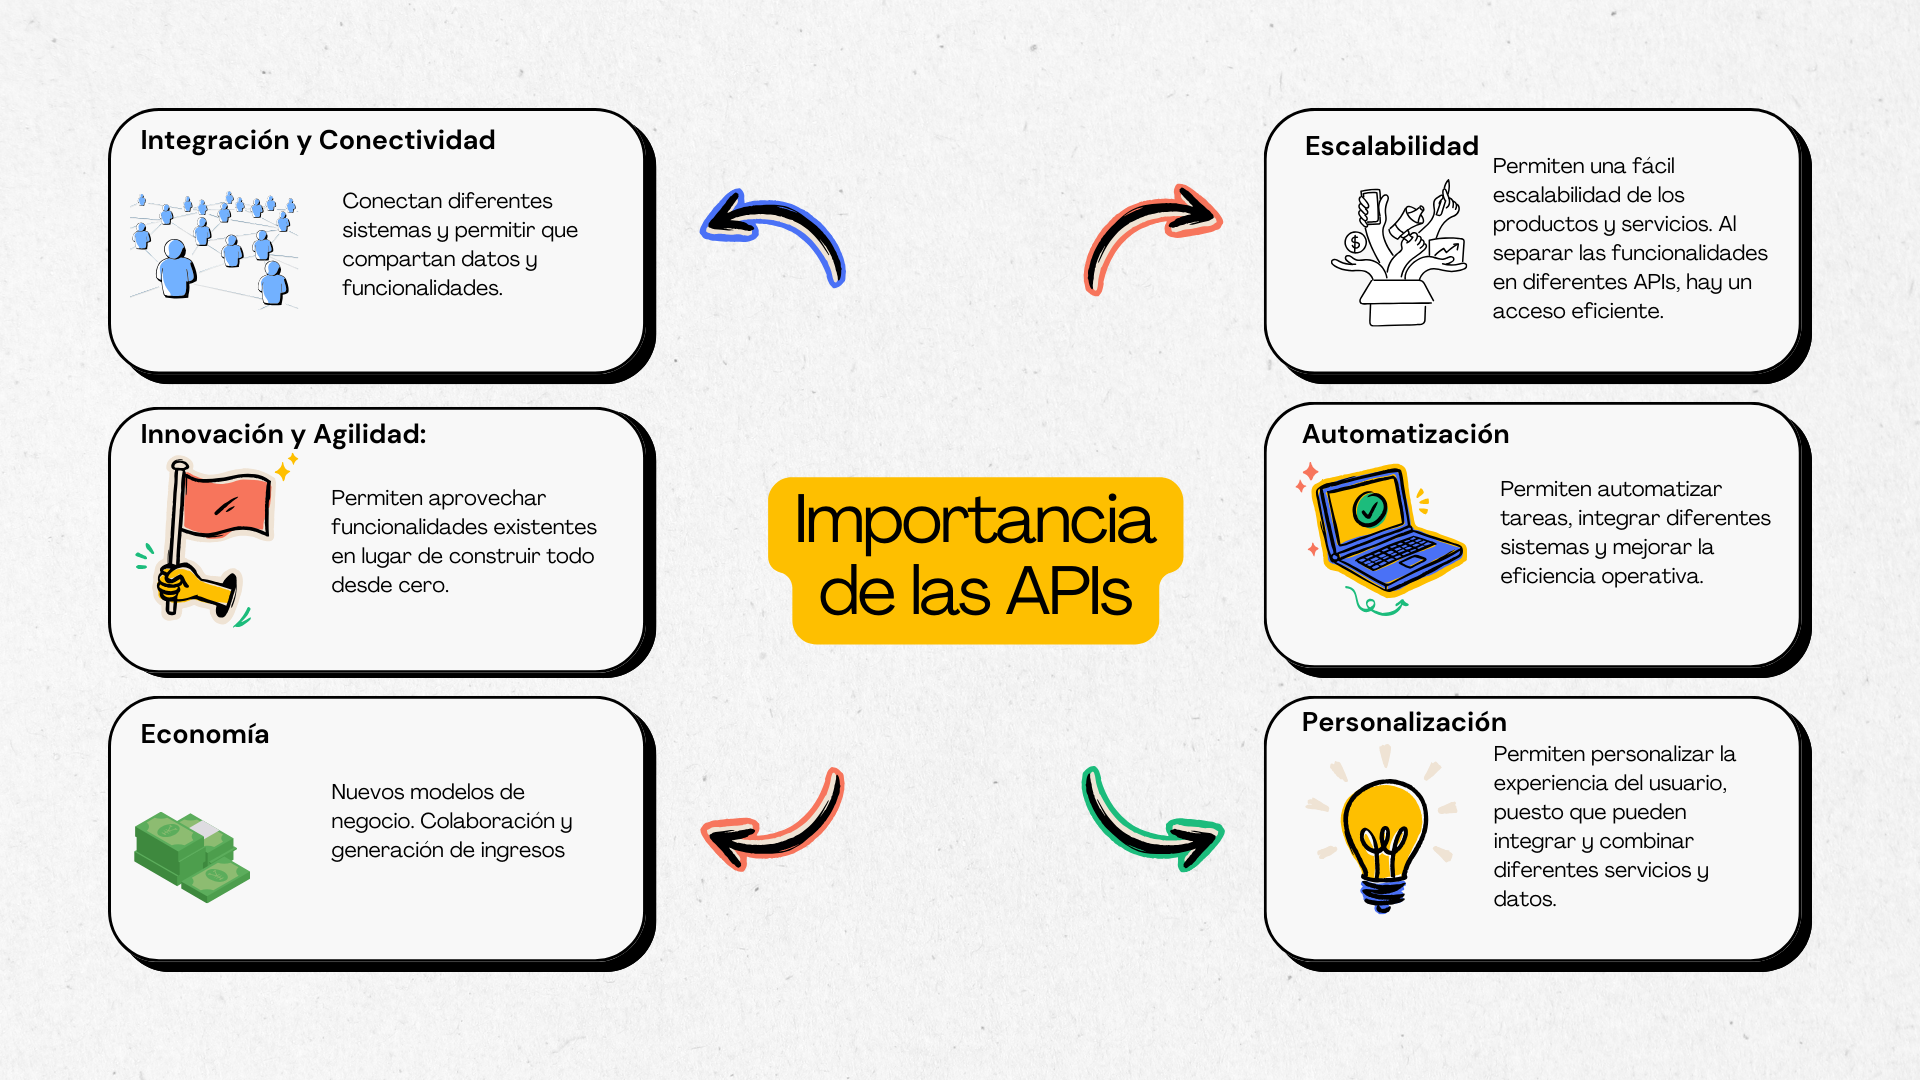 Integración y Conectividad
Conectan diferentes
sistemas y permitir que
compartan datos y
funcionalidades.
Innovación y Agilidad:
Permiten aprovechar
funcionalidades existentes
en lugar de construir todo
desde cero.
Economía
Nuevos modelos de
negocio. Colaboración y
generación de ingresos
Importancia
de las APIs
Escalabilidad
Permiten una fácil
escalabilidad de los
productos y servicios. Al
separar las funcionalidades
en diferentes APIs, hay un
acceso eficiente.
$
Automatización
Permiten automatizar
tareas, integrar diferentes
sistemas y mejorar la
eficiencia operativa.
Personalización
Permiten personalizar la
experiencia del usuario,
puesto que pueden
integrar y combinar
diferentes servicios y
datos.